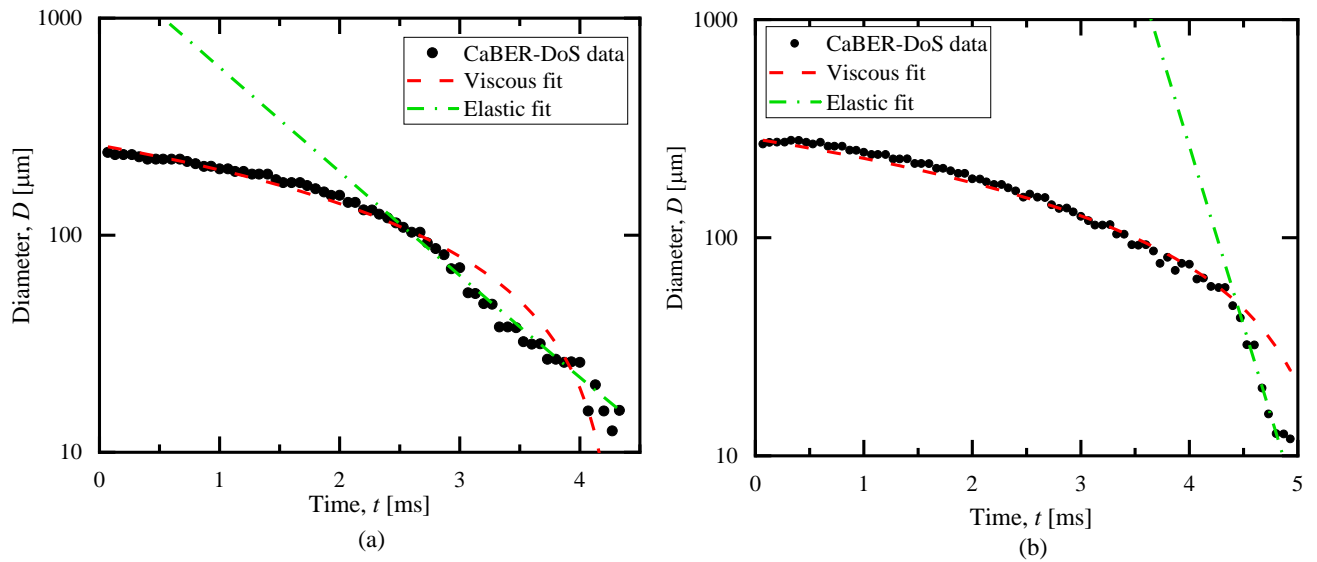 1000
100
10
Diameter, D [μm]
CaBER-DoS data
Viscous fit
Elastic fit
0 1 2 3 4
Time, t [ms]
(a)
1000
100
10
Diameter, D [μm]
CaBER-DoS data
Viscous fit
Elastic fit
0 1 2 3 4 5
Time, t [ms]
(b)